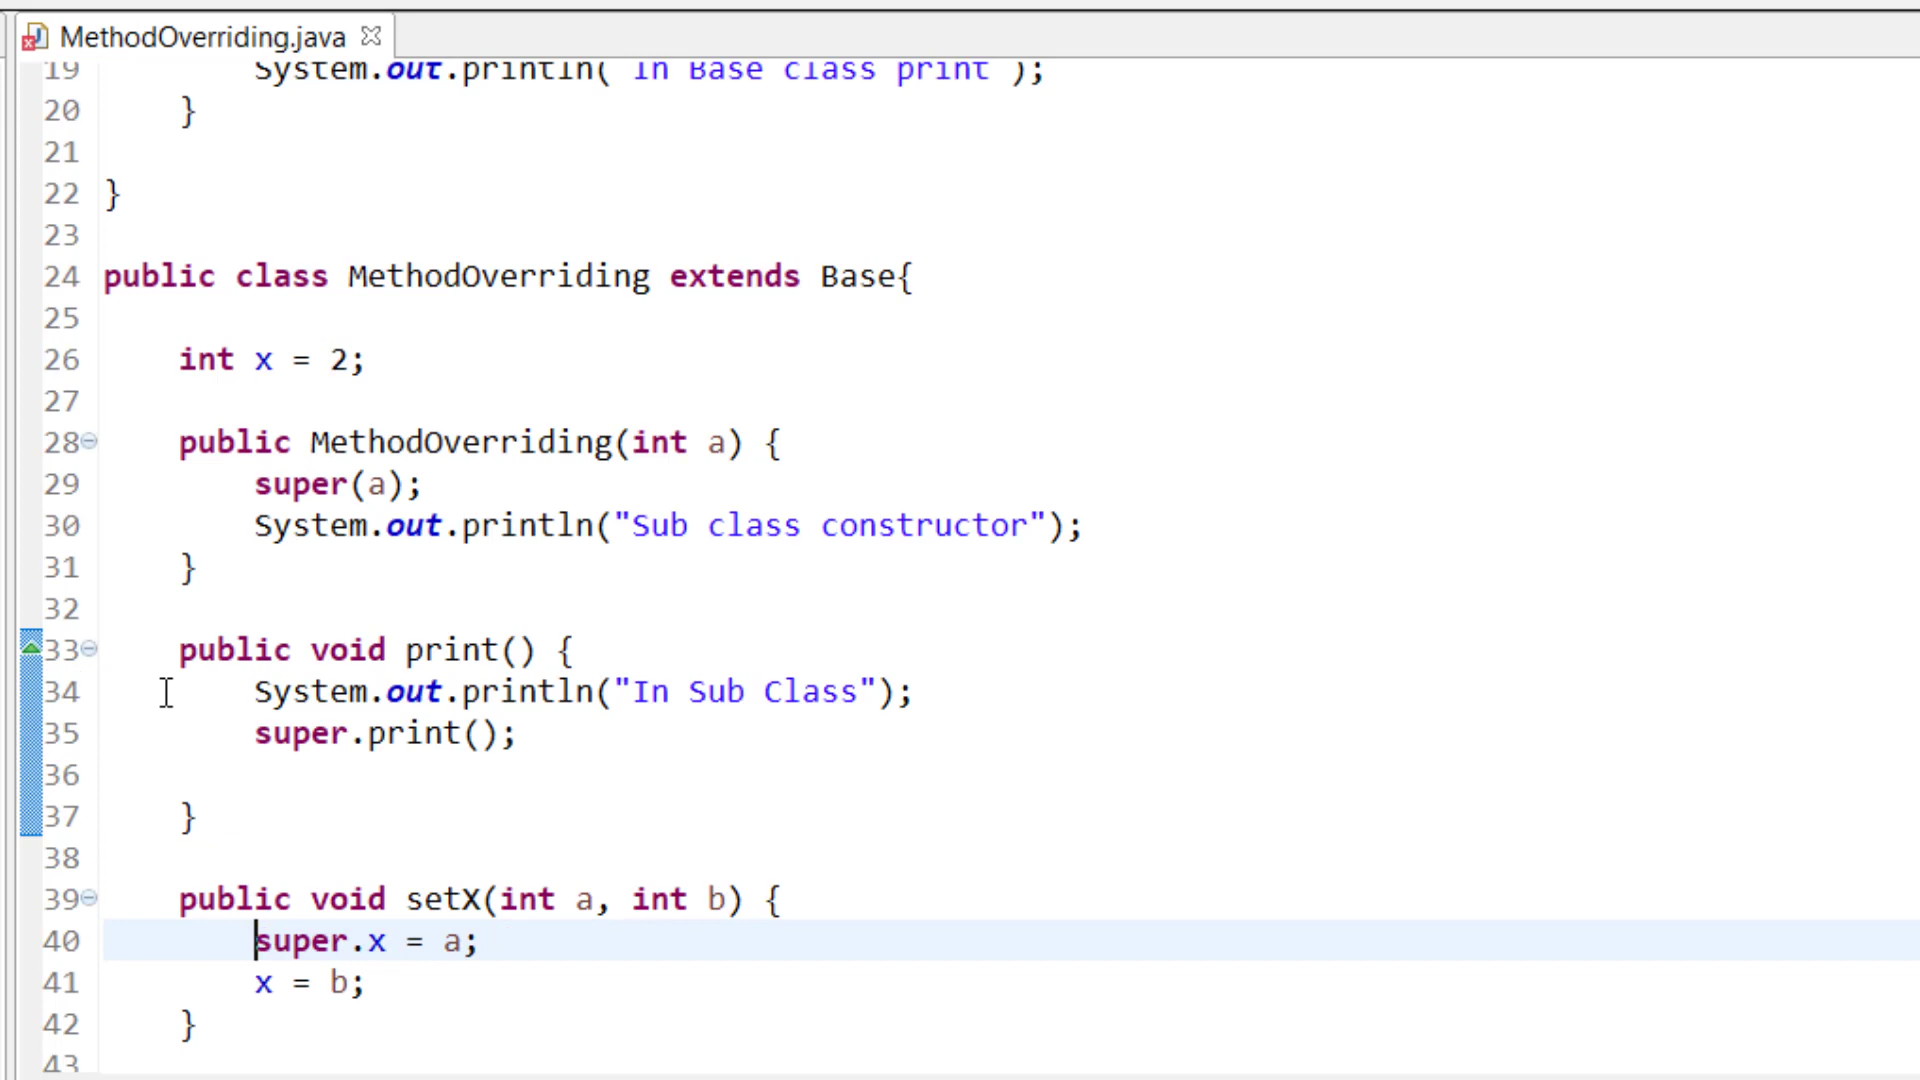 MethodOverriding.java
19 System.out.println("In Base class print");
20 }
21
22 }
23
24 public class MethodOverriding extends Base{
25
26 int x = 2;
27
28 public MethodOverriding(int a) {
29 super(a);
30 System.out.println("Sub class constructor");
31 }
32
33 public void print() {
34 System.out.println("In Sub Class");
35 super.print();
36
37 }
38
39 public void setX(int a, int b) {
40 super.x = a;
41 x = b;
42 }
43